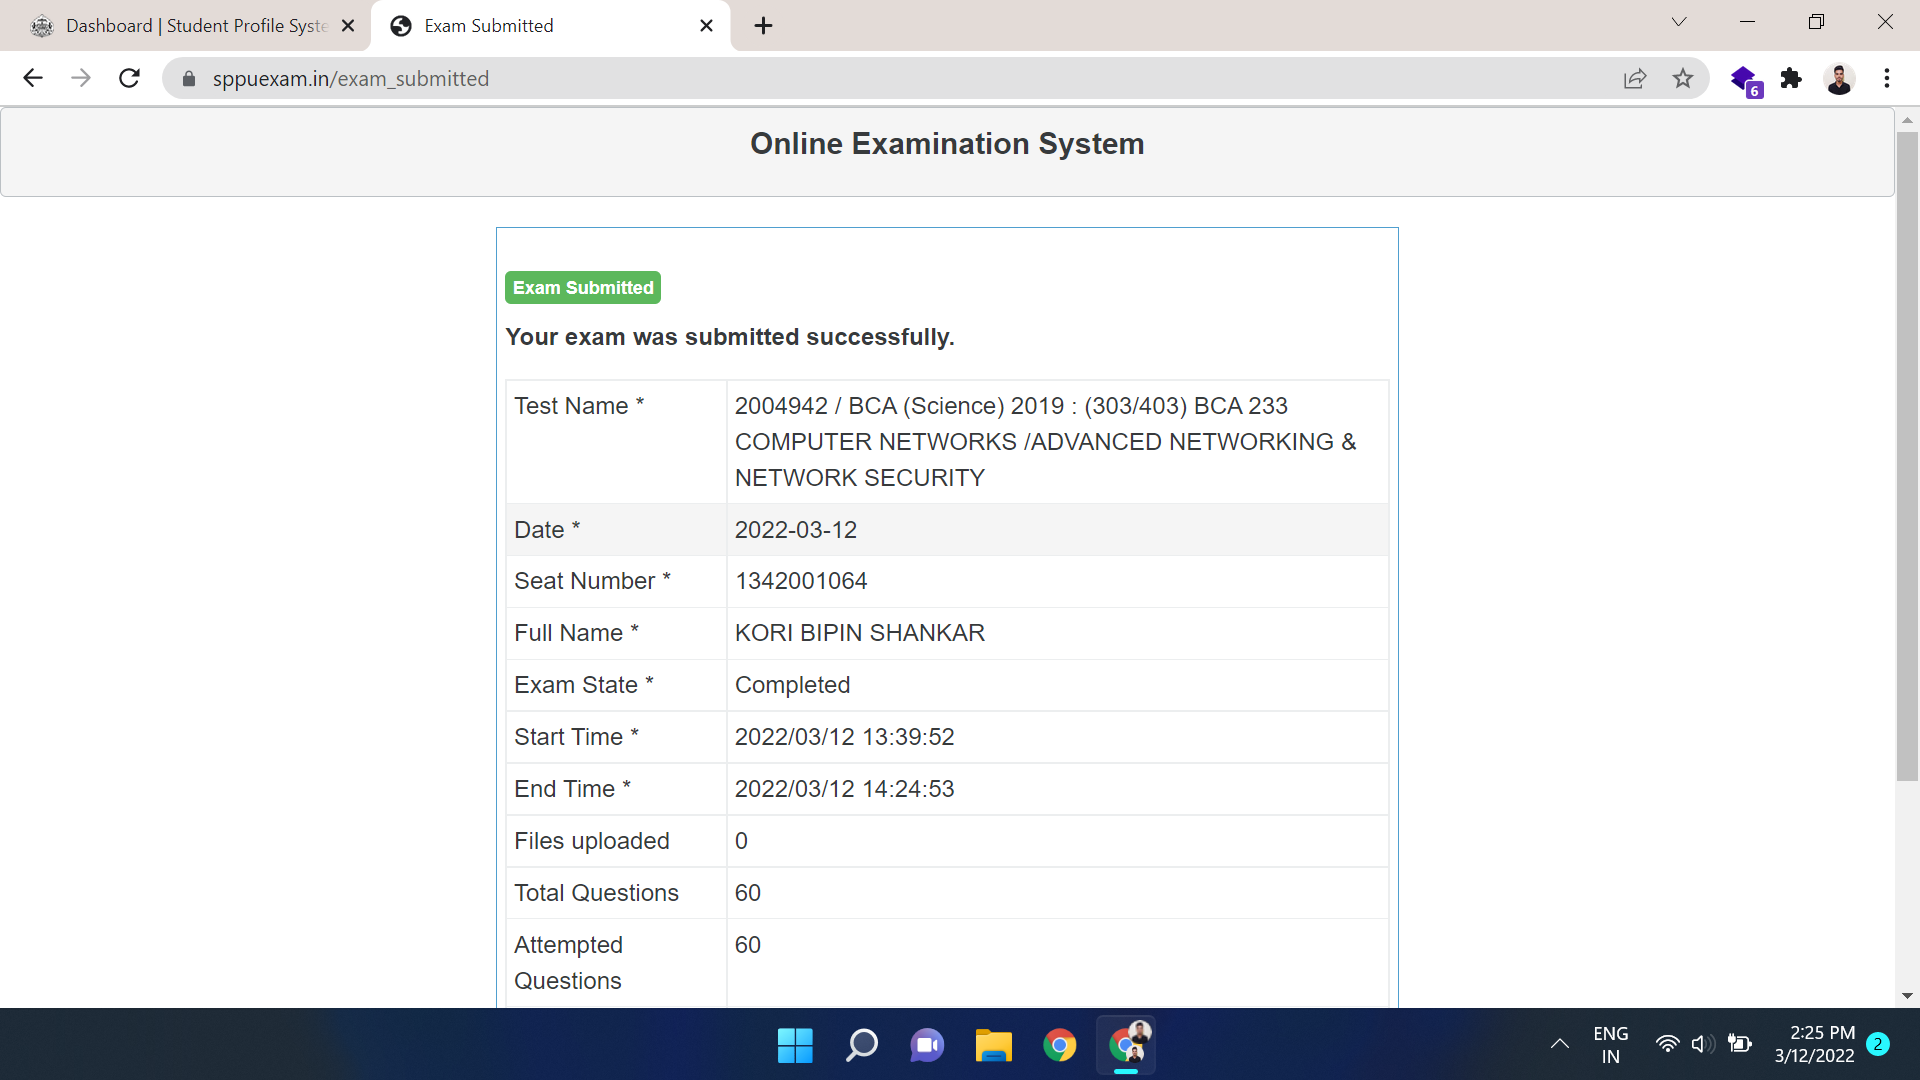 Dashboard | Student Profile Syste
Exam Submitted
sppuexam.in/exam_submitted
6
Online Examination System
Exam Submitted
Your exam was submitted successfully.
Test Name * 2004942 / BCA (Science) 2019 : (303/403) BCA 233
COMPUTER NETWORKS /ADVANCED NETWORKING &
NETWORK SECURITY
Date * 2022-03-12
Seat Number * 1342001064
Full Name * KORI BIPIN SHANKAR
Exam State * Completed
Start Time * 2022/03/12 13:39:52
End Time * 2022/03/12 14:24:53
Files uploaded 0
Total Questions 60
Attempted 60
Questions
ENG
IN
2:25 PM
3/12/2022
2